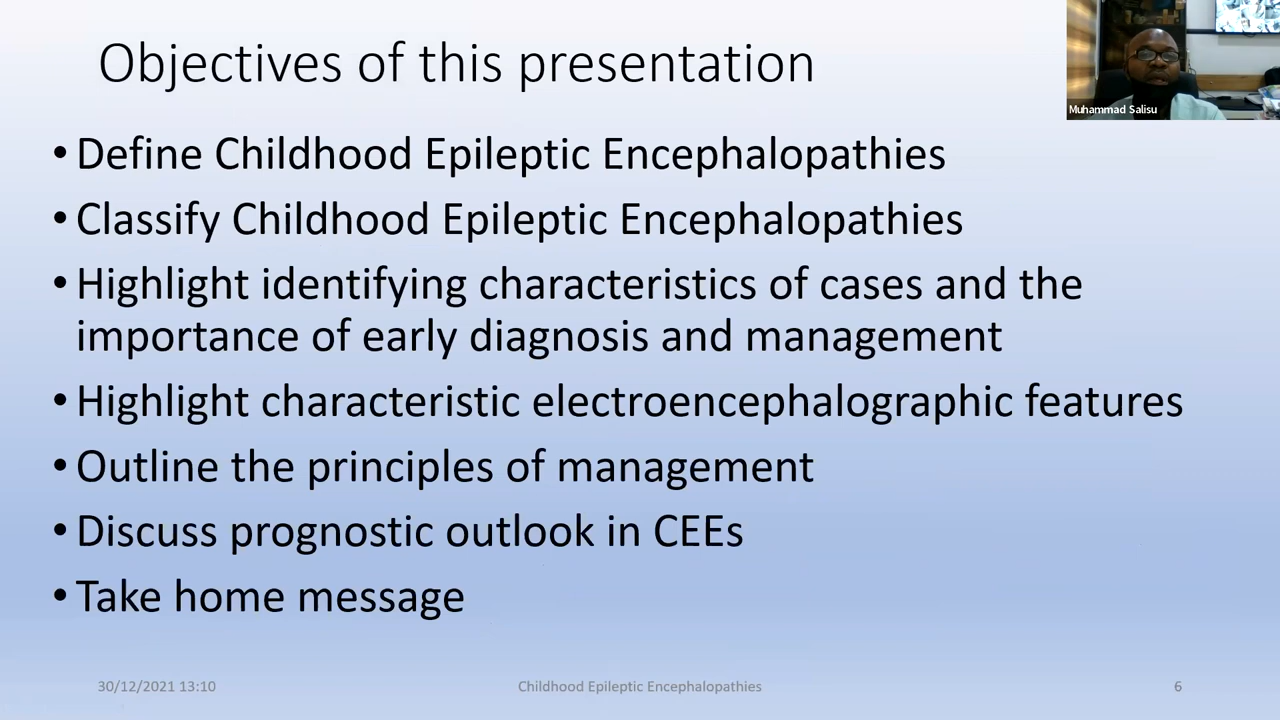 Objectives of this presentation
Muhammad Salisu
• Define Childhood Epileptic Encephalopathies
• Classify Childhood Epileptic Encephalopathies
• Highlight identifying characteristics of cases and the
importance of early diagnosis and management
• Highlight characteristic electroencephalographic features
• Outline the principles of management
• Discuss prognostic outlook in CEEs
• Take home message
30/12/2021 13:10
Childhood Epileptic Encephalopathies
6